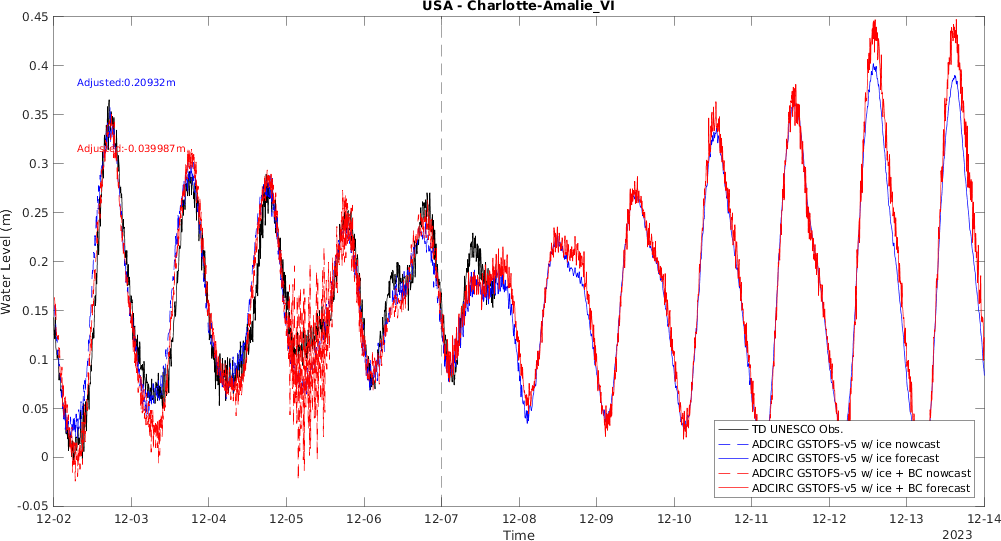 USA - Charlotte-Amalie_VI
0.45
0.4
0.35
0.3
0.25
0.2
0.15
0.1
0.05
0
-0.05
Water Level (m)
Adjusted:0.20932m
Adjusted:-0.039987m
TD UNESCO Obs.
ADCIRC GSTOFS-v5 w/ ice nowcast
ADCIRC GSTOFS-v5 w/ ice forecast
ADCIRC GSTOFS-v5 w/ ice + BC nowcast
ADCIRC GSTOFS-v5 w/ ice + BC forecast
12-02 12-03 12-04 12-05 12-06 12-07 12-08 12-09 12-10 12-11 12-12 12-13 12-14
Time
2023